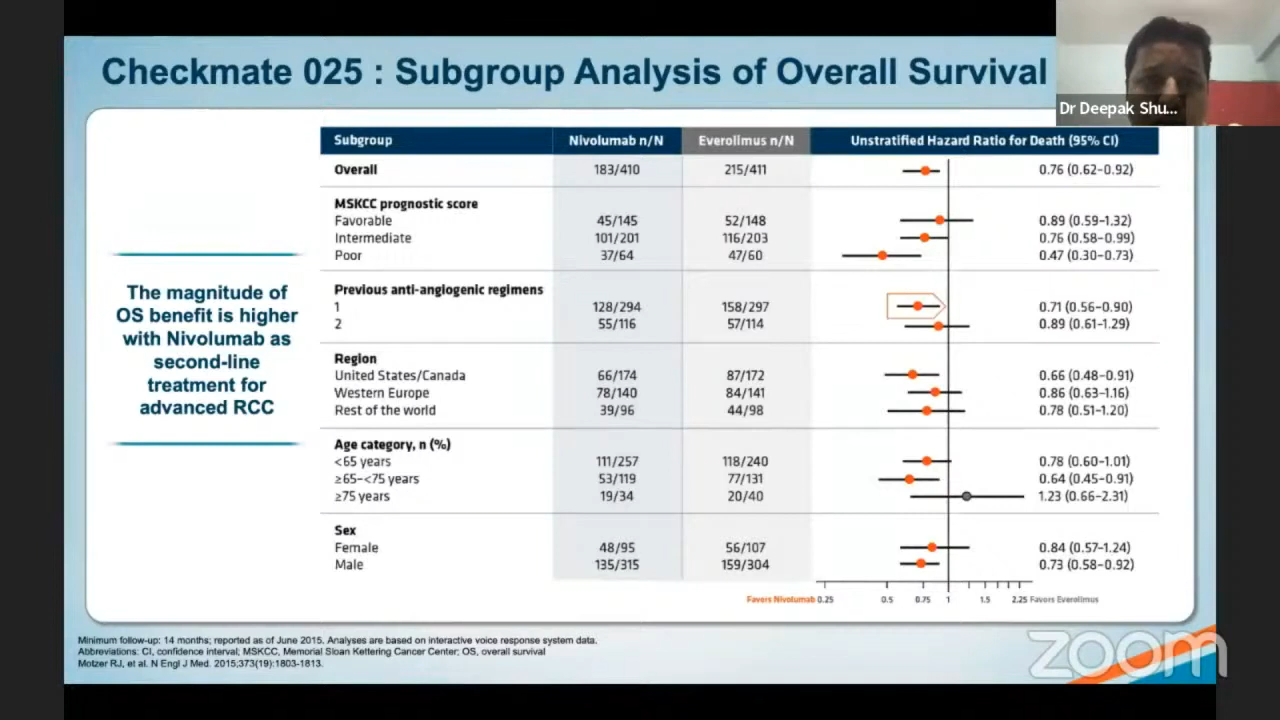 Checkmate 025 : Subgroup Analysis of Overall Survival
Dr Deepak Shu...
The magnitude of
OS benefit is higher
with Nivolumab as
second-line
treatment for
advanced RCC
Subgroup Nivolumab n/N Everolimus n/N Unstratified Hazard Ratio for Death (95% CI)
Overall 183/410 215/411 0.76 (0.62–0.92)
MSKCC prognostic score
Favorable 45/145 52/148 0.89 (0.59–1.32)
Intermediate 101/201 116/203 0.76 (0.58–0.99)
Poor 37/64 47/60 0.47 (0.30–0.73)
Previous anti-angiogenic regimens
1 128/294 158/297 0.71 (0.56–0.90)
2 55/116 57/114 0.89 (0.61–1.29)
Region
United States/Canada 66/174 87/172 0.66 (0.48–0.91)
Western Europe 78/140 84/141 0.86 (0.63–1.16)
Rest of the world 39/96 44/98 0.78 (0.51–1.20)
Age category, n (%)
<65 years 111/257 118/240 0.78 (0.60–1.01)
≥65–<75 years 53/119 77/131 0.64 (0.45–0.91)
≥75 years 19/34 20/40 1.23 (0.66–2.31)
Sex
Female 48/95 56/107 0.84 (0.57–1.24)
Male 135/315 159/304 0.73 (0.58–0.92)
Favors Nivolumab 0.25 0.5 0.75 1 1.5 2.25 Favors Everolimus
Minimum follow-up: 14 months; reported as of June 2015. Analyses are based on interactive voice response system data.
Abbreviations: CI, confidence interval; MSKCC, Memorial Sloan Kettering Cancer Center; OS, overall survival
Motzer RJ, et al. N Engl J Med. 2015;373(19):1803-1813.
zoom